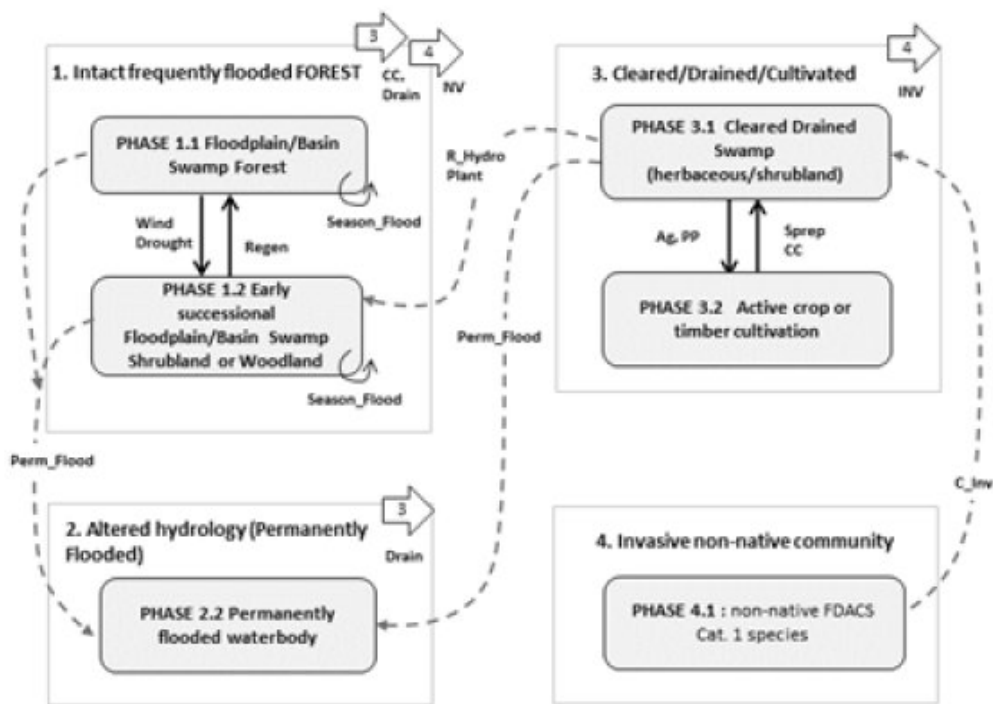 3
4
CC,
Drain
NV
1. Intact frequently flooded FOREST
PHASE 1.1 Floodplain/Basin
Swamp Forest
Season_Flood
Wind
Drought
Regen
PHASE 1.2 Early
successional
Floodplain/Basin Swamp
Shrubland or Woodland
Season_Flood
R_Hydro
Plant
Perm_Flood
Perm_Flood
4
INV
3. Cleared/Drained/Cultivated
PHASE 3.1 Cleared Drained
Swamp
(herbaceous/shrubland)
Ag, PP
Sprep
CC
PHASE 3.2 Active crop or
timber cultivation
C_Inv
3
Drain
2. Altered hydrology (Permanently
Flooded)
PHASE 2.2 Permanently
flooded waterbody
4. Invasive non-native community
PHASE 4.1 : non-native FDACS
Cat. 1 species